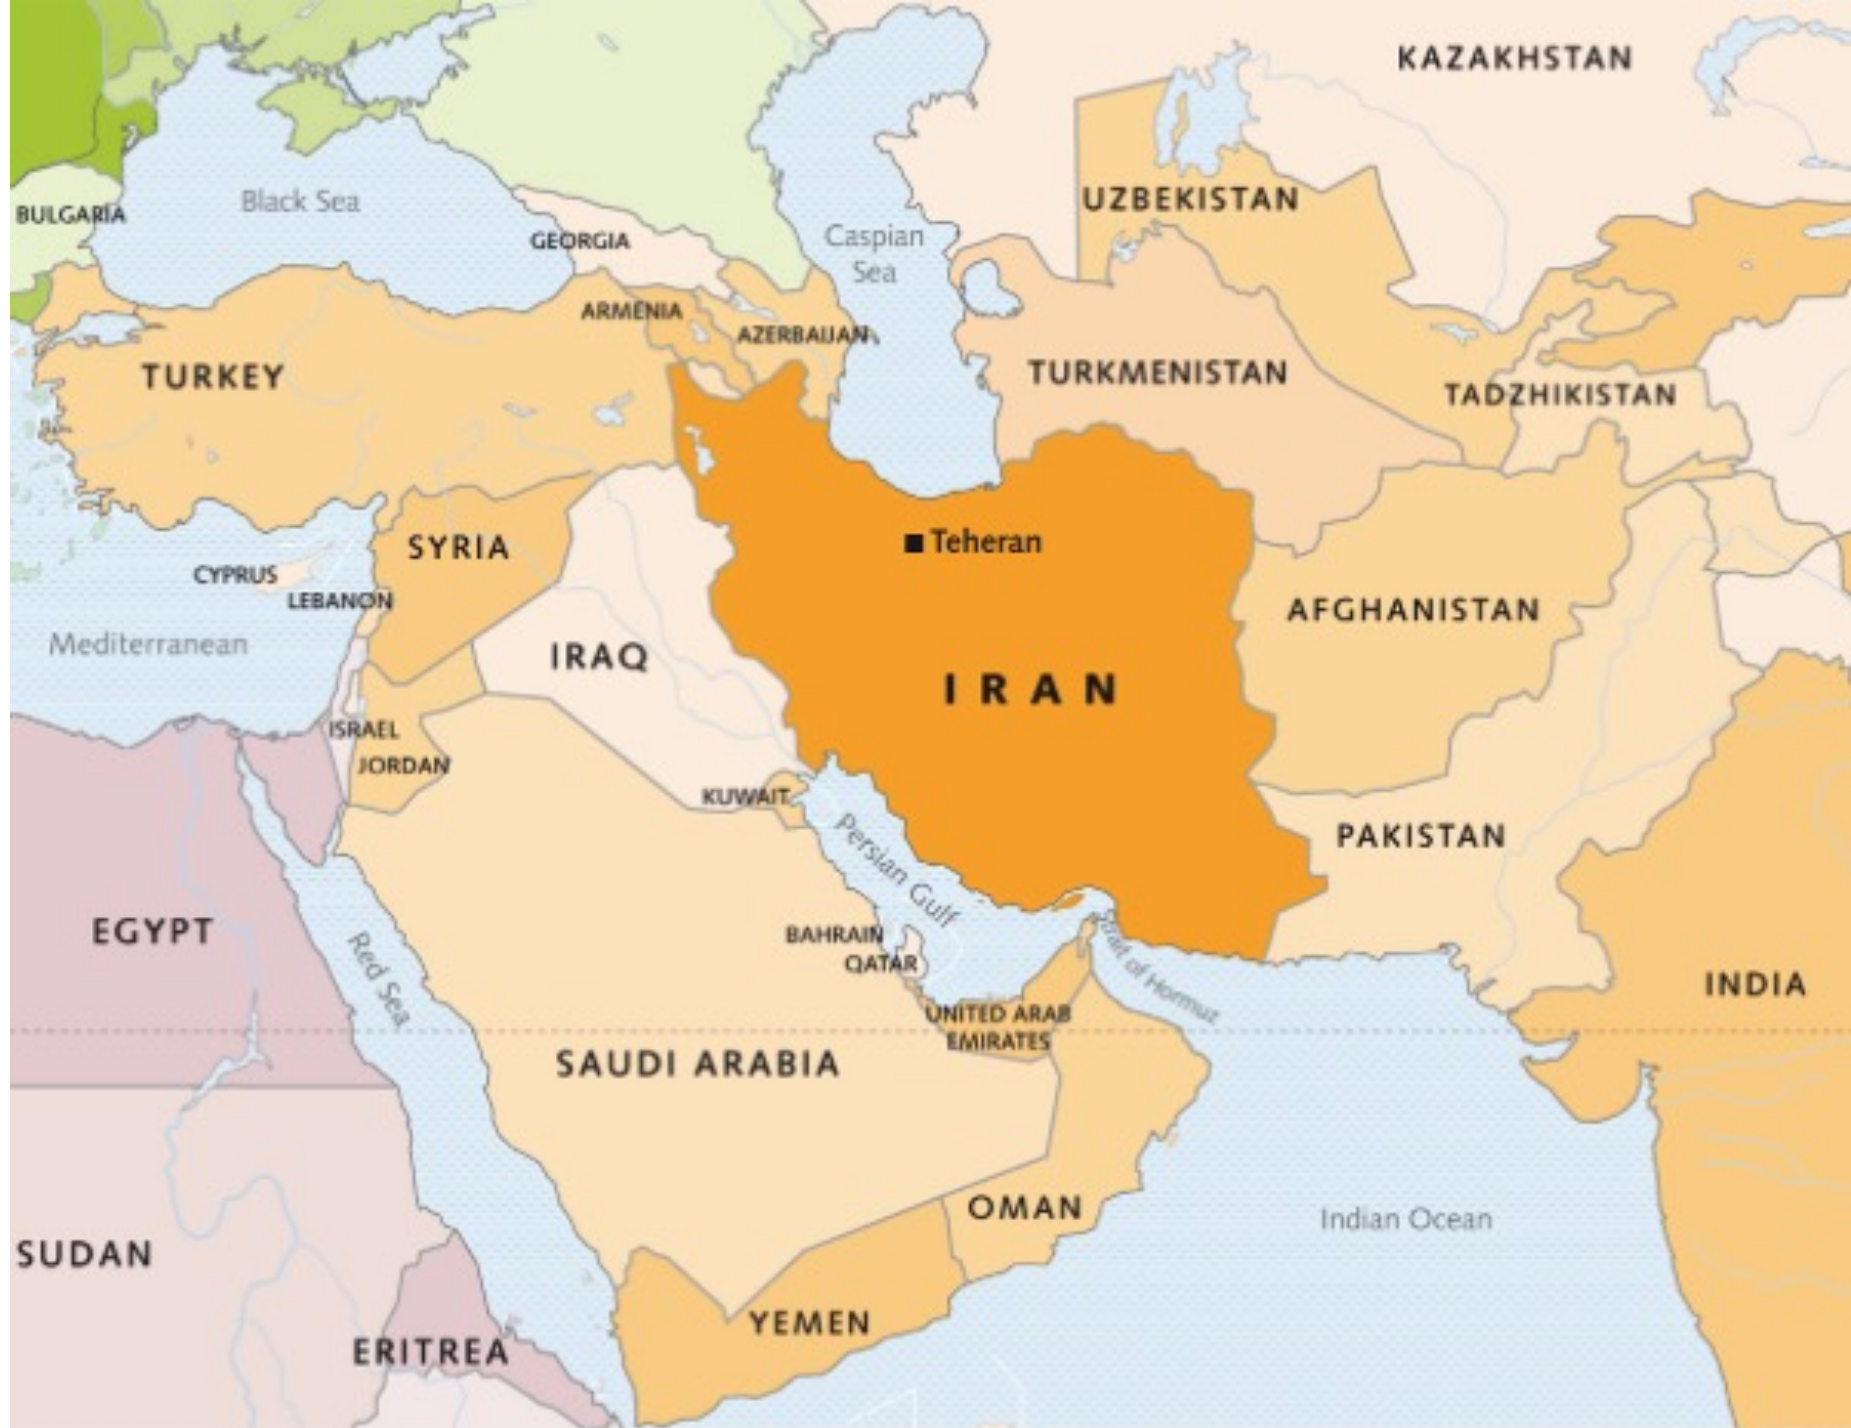 KAZAKHSTAN
UZBEKISTAN
Black Sea
BULGARIA
GEORGIA
Caspian
Sea
ARMENIA
AZERBAIJAN
TURKEY
TURKMENISTAN
TADZHIKISTAN
Teheran
SYRIA
CYPRUS
LEBANON
AFGHANISTAN
Mediterranean
IRAQ
IRAN
ISRAEL
JORDAN
KUWAIT
Persian Gulf
PAKISTAN
EGYPT
Red Sea
BAHRAIN
QATAR
Strait of Hormuz
INDIA
UNITED ARAB
EMIRATES
SAUDI ARABIA
OMAN
Indian Ocean
SUDAN
YEMEN
ERITREA